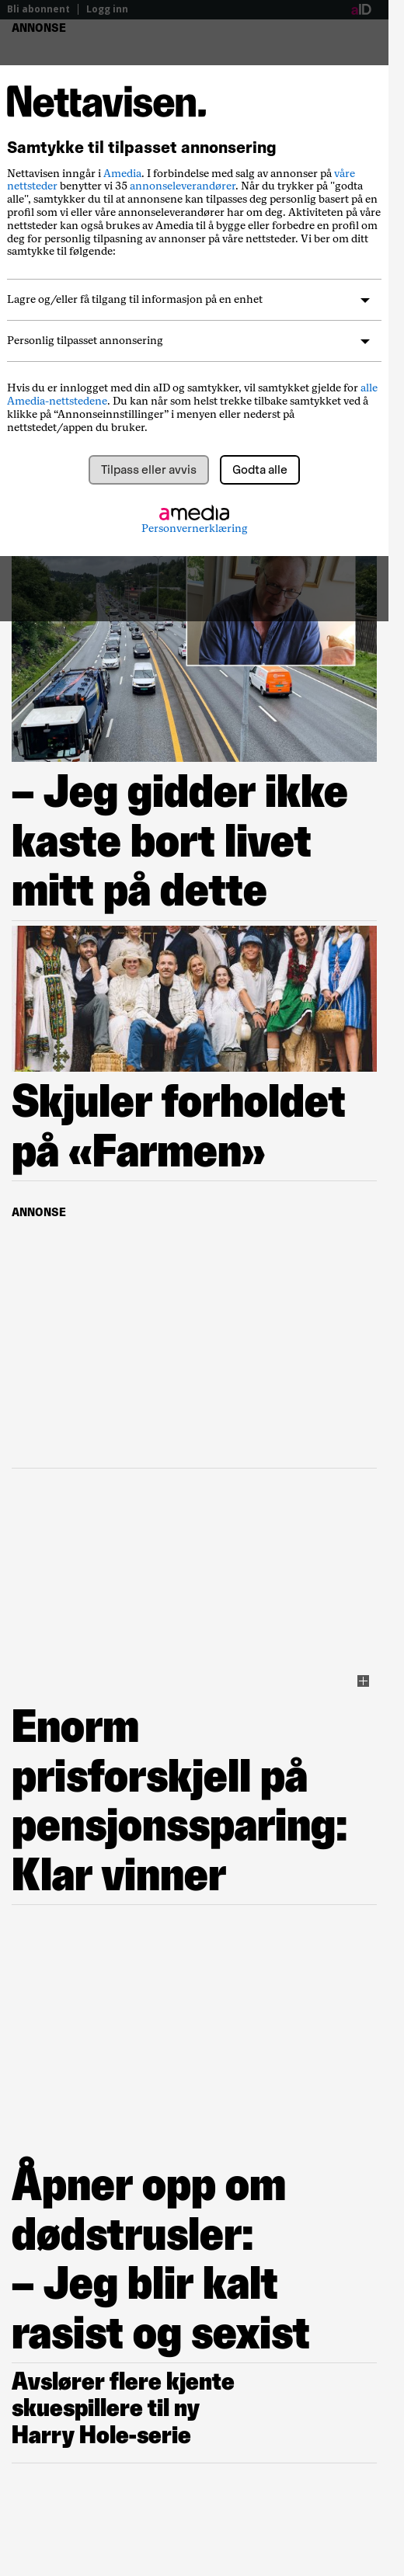 Bli abonnent | Logg inn
aID
ANNONSE
Nettavisen.
Samtykke til tilpasset annonsering
Nettavisen inngår i Amedia. I forbindelse med salg av annonser på våre
nettsteder benytter vi 35 annonseleverandører. Når du trykker på "godta
alle", samtykker du til at annonsene kan tilpasses deg personlig basert på en
profil som vi eller våre annonseleverandører har om deg. Aktiviteten på våre
nettsteder kan også brukes av Amedia til å bygge eller forbedre en profil om
deg for personlig tilpasning av annonser på våre nettsteder. Vi ber om ditt
samtykke til følgende:
Lagre og/eller få tilgang til informasjon på en enhet
Personlig tilpasset annonsering
Hvis du er innlogget med din aID og samtykker, vil samtykket gjelde for alle
Amedia-nettstedene. Du kan når som helst trekke tilbake samtykket ved å
klikke på “Annonseinnstillinger” i menyen eller nederst på
nettstedet/appen du bruker.
Tilpass eller avvis
Godta alle
amedia
Personvernerklæring
– Jeg gidder ikke
kaste bort livet
mitt på dette
Skjuler forholdet
på «Farmen»
ANNONSE
Enorm
prisforskjell på
pensjonssparing:
Klar vinner
Åpner opp om
dødstrusler:
– Jeg blir kalt
rasist og sexist
Avslører flere kjente
skuespillere til ny
Harry Hole-serie